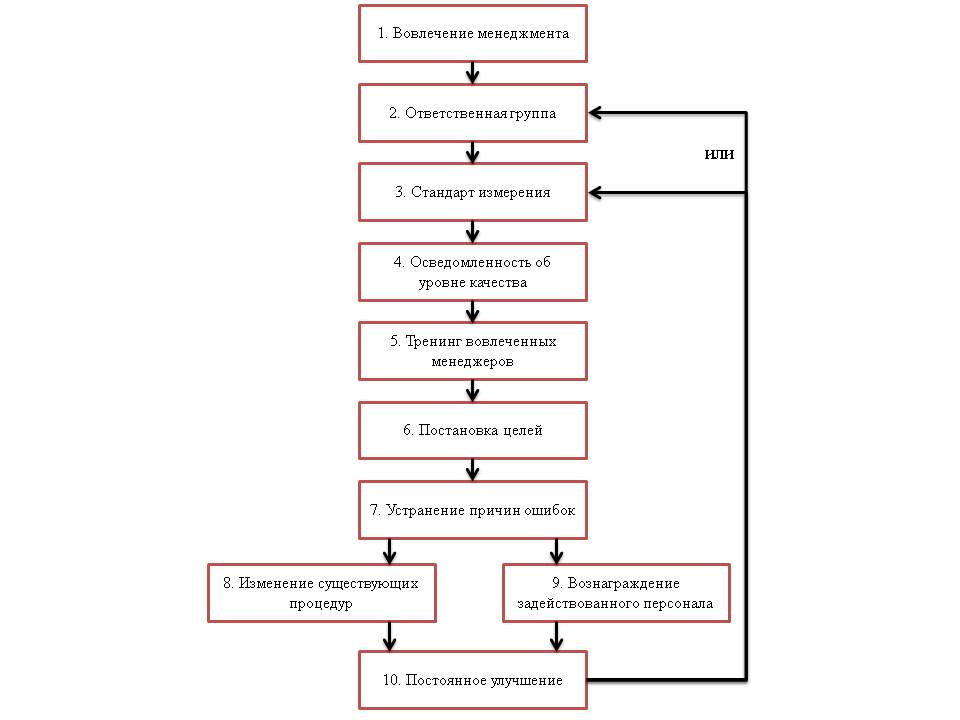 1. Вовлечение менеджмента
2. Ответственная группа
или
3. Стандарт измерения
4. Осведомленность об
уровне качества
5. Тренинг вовлеченных
менеджеров
6. Постановка целей
7. Устранение причин ошибок
8. Изменение существующих
процедур
9. Вознаграждение
задействованного персонала
10. Постоянное улучшение